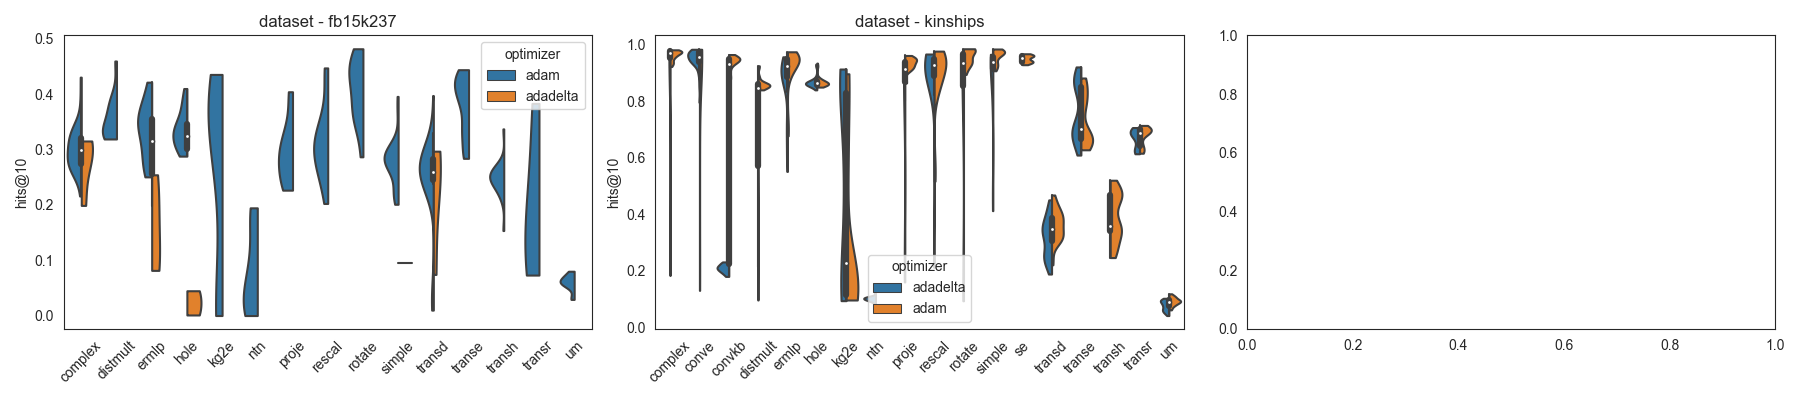 dataset - fb15k237
hits@10
0.5
0.4
0.3
0.2
0.1
0.0
optimizer
adam
adadelta
complex
distmult
ermlp
hole
kg2e
ntn
proje
rescal
rotate
simple
transd
transe
transh
transr
um
dataset - kinships
hits@10
1.0
0.8
0.6
0.4
0.2
0.0
optimizer
adadelta
adam
complex
conve
convkb
distmult
ermlp
hole
kg2e
ntn
proje
rescal
rotate
simple
se
transd
transe
transh
transr
um
1.0
0.8
0.6
0.4
0.2
0.0
0.0
0.2
0.4
0.6
0.8
1.0